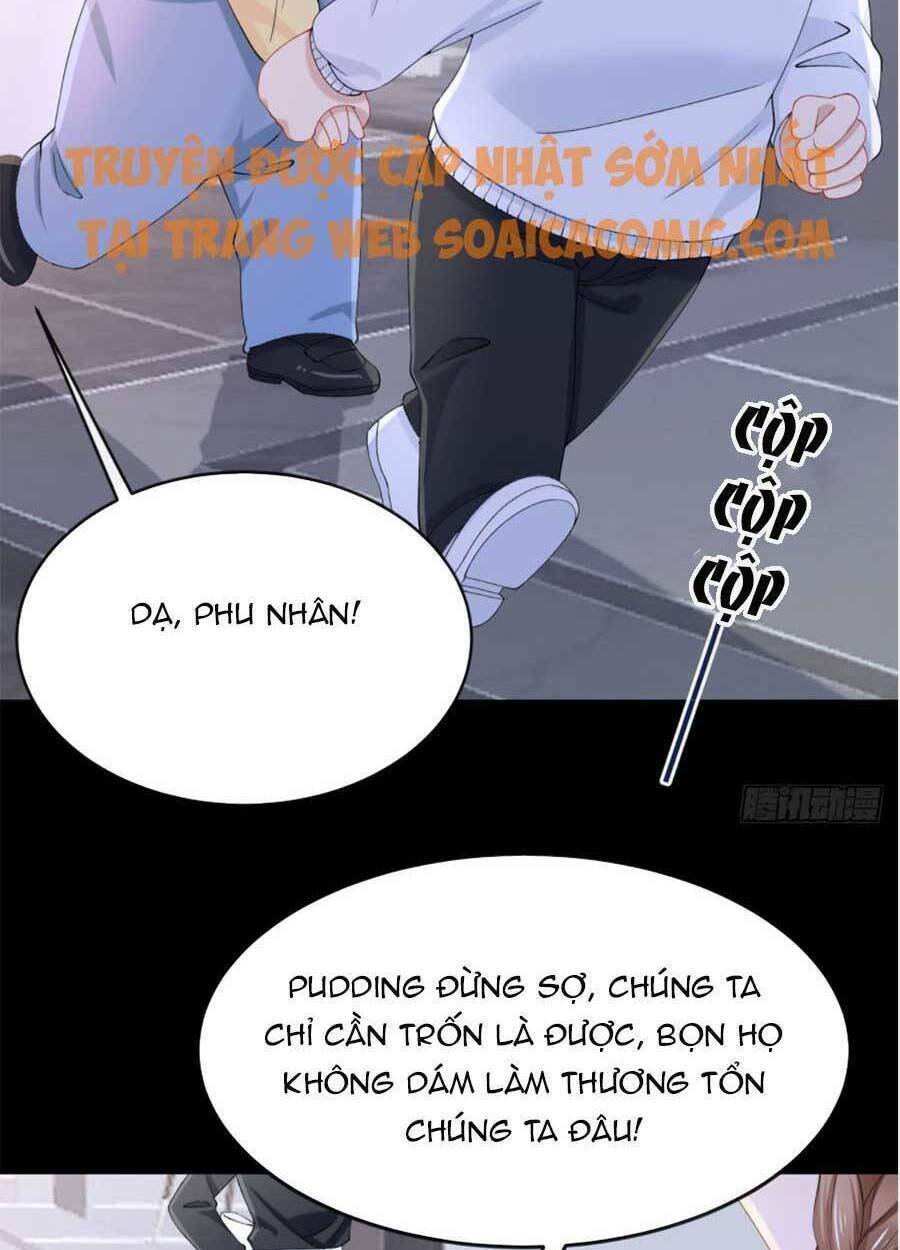 TRUYỆN ĐƯỢC CẬP NHẬT SỚM NHẤT
TẠI TRANG WEB SOAICACOMIC.COM
CỘP
CỘP
CỘP
DẠ, PHU NHÂN!
腾讯动漫
PUDDING ĐỪNG SỢ, CHÚNG TA
CHỈ CẦN TRỐN LÀ ĐƯỢC, BỌN HỌ
KHÔNG DÁM LÀM THƯƠNG TỔN
CHÚNG TA ĐÂU!